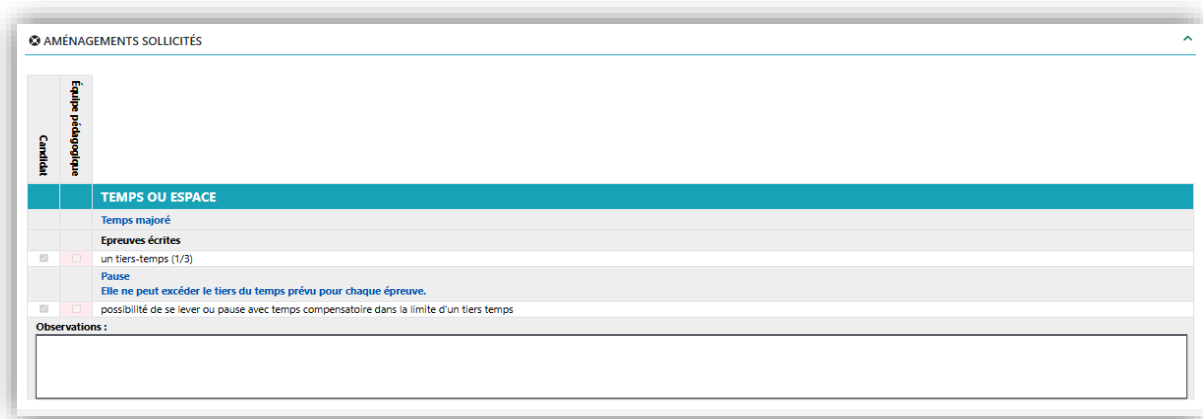 AMÉNAGEMENTS SOLLICITÉS
Candidat
Équipe pédagogique
TEMPS OU ESPACE
Temps majoré
Epreuves écrites
un tiers-temps (1/3)
Pause
Elle ne peut excéder le tiers du temps prévu pour chaque épreuve.
possibilité de se lever ou pause avec temps compensatoire dans la limite d'un tiers temps
Observations :